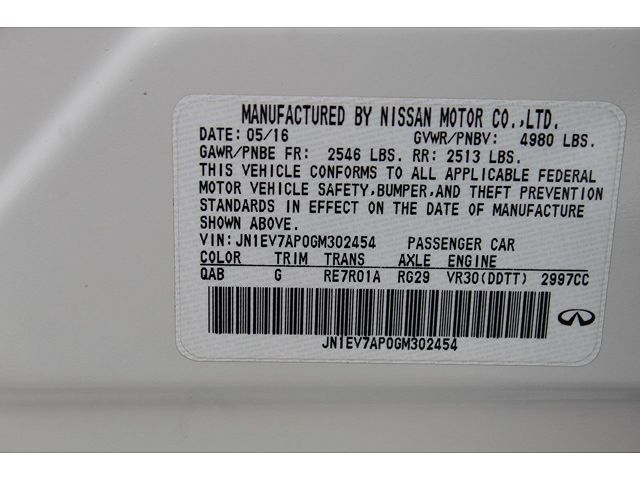 MANUFACTURED BY NISSAN MOTOR CO.,LTD.
DATE: 05/16 GVWR/PNBV: 4980 LBS.
GAWR/PNBE FR: 2546 LBS. RR: 2513 LBS.
THIS VEHICLE CONFORMS TO ALL APPLICABLE FEDERAL
MOTOR VEHICLE SAFETY,BUMPER,AND THEFT PREVENTION
STANDARDS IN EFFECT ON THE DATE OF MANUFACTURE
SHOWN ABOVE.
VIN: JN1EV7AP0GM302454 PASSENGER CAR
COLOR TRIM TRANS AXLE ENGINE
QAB G RE7R01A RG29 VR30(DDTT) 2997CC
JN1EV7AP0GM302454